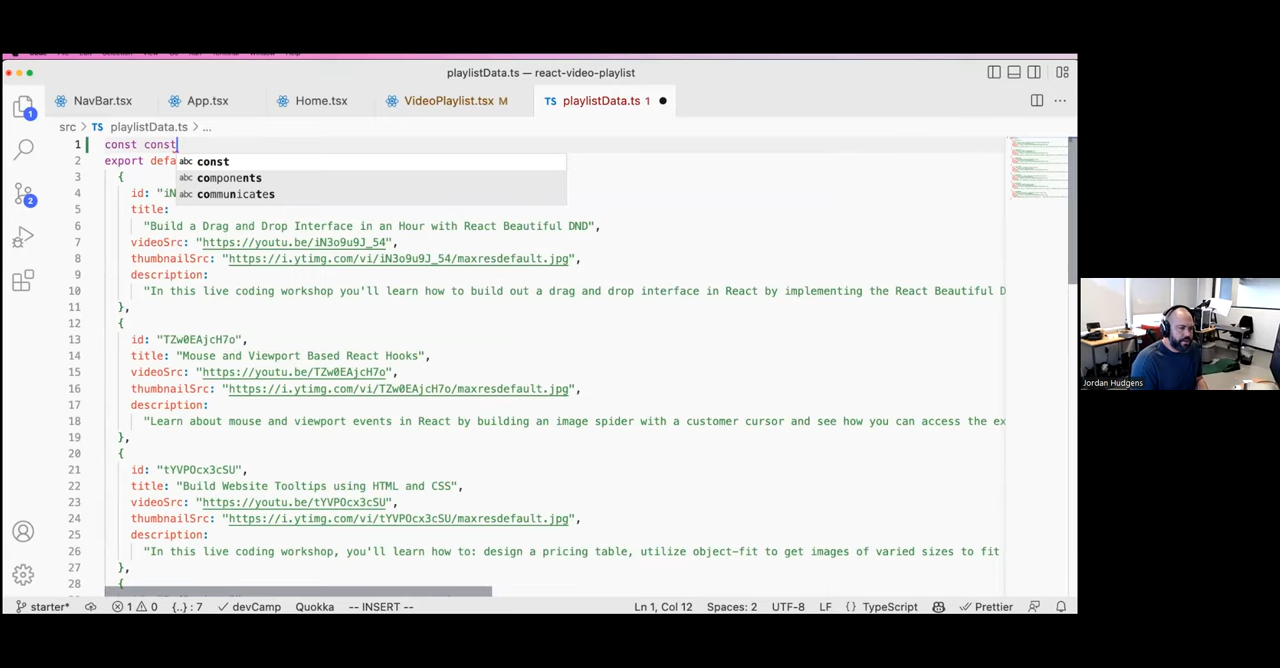 playlistData.ts — react-video-playlist
NavBar.tsx App.tsx Home.tsx VideoPlaylist.tsx M TS playlistData.ts 1
src > TS playlistData.ts > ...
1 const const
abc const
2 export defa
abc components
3 {
abc communicates
4 id: "iN
5 title:
6 "Build a Drag and Drop Interface in an Hour with React Beautiful DND",
7 videoSrc: "https://youtu.be/iN3o9u9J_54",
8 thumbnailSrc: "https://i.ytimg.com/vi/iN3o9u9J_54/maxresdefault.jpg",
9 description:
10 "In this live coding workshop you'll learn how to build out a drag and drop interface in React by implementing the React Beautiful D
11 },
12 {
13 id: "TZw0EAjcH7o",
14 title: "Mouse and Viewport Based React Hooks",
15 videoSrc: "https://youtu.be/TZw0EAjcH7o",
16 thumbnailSrc: "https://i.ytimg.com/vi/TZw0EAjcH7o/maxresdefault.jpg",
17 description:
18 "Learn about mouse and viewport events in React by building an image spider with a customer cursor and see how you can access the ex
19 },
20 {
21 id: "tYVPOcx3cSU",
22 title: "Build Website Tooltips using HTML and CSS",
23 videoSrc: "https://youtu.be/tYVPOcx3cSU",
24 thumbnailSrc: "https://i.ytimg.com/vi/tYVPOcx3cSU/maxresdefault.jpg",
25 description:
26 "In this live coding workshop, you'll learn how to: design a pricing table, utilize object-fit to get images of varied sizes to fit
27 },
28 {
1
2
starter* 1 0 {..} : 7 devCamp Quokka -- INSERT -- Ln 1, Col 12 Spaces: 2 UTF-8 LF {} TypeScript Prettier
Jordan Hudgens